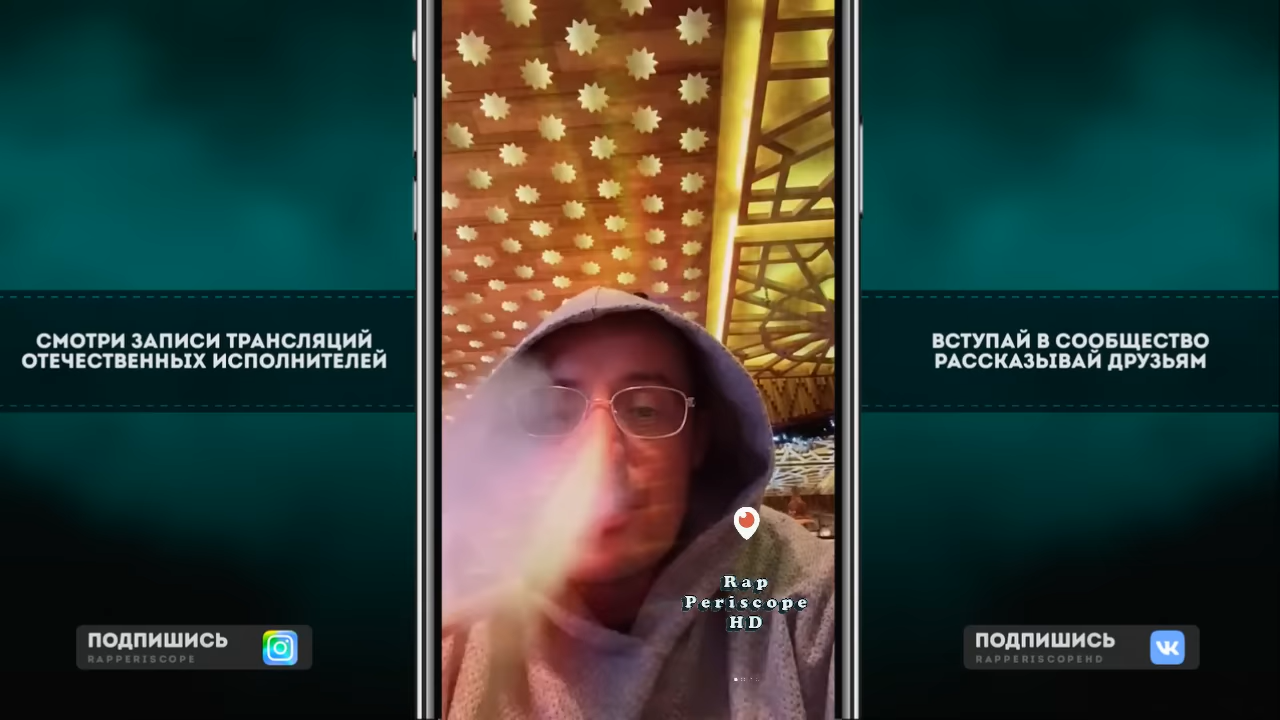 СМОТРИ ЗАПИСИ ТРАНСЛЯЦИЙ
ОТЕЧЕСТВЕННЫХ ИСПОЛНИТЕЛЕЙ
ВСТУПАЙ В СООБЩЕСТВО
РАССКАЗЫВАЙ ДРУЗЬЯМ
Rap
Periscope
HD
ПОДПИШИСЬ
RAPPERISCOPE
ПОДПИШИСЬ
RAPPERISCOPEHD